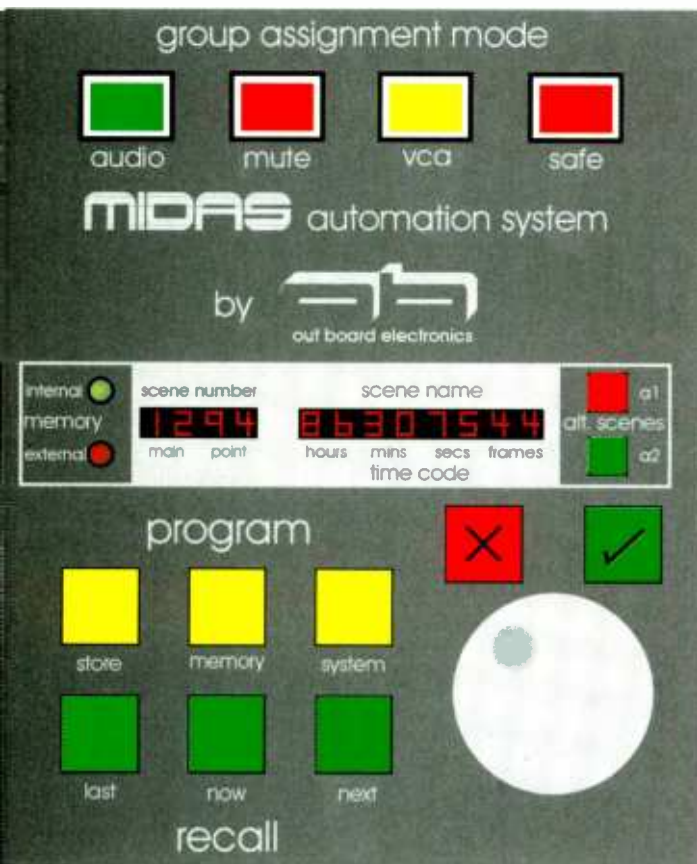 group assignment mode
audio mute vca safe
MIDAS automation system
by
out board electronics
internal scene number scene name α1
memory 1294 86307544 alt. scenes
external main point hours mins secs frames α2
time code
program
store memory system
last now next
recall